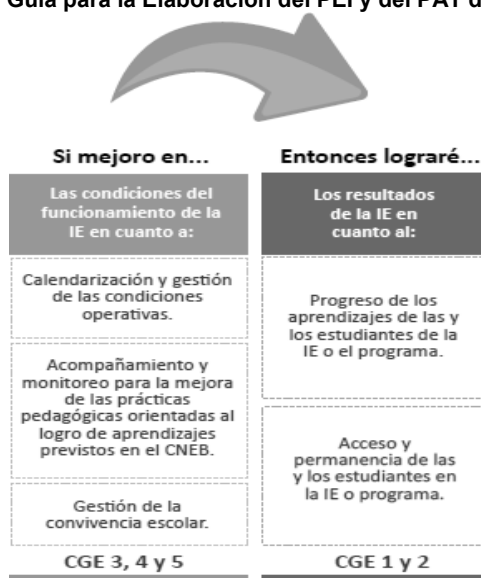 Guía para la Elaboración del PEI y del PAT d
Si mejoro en...
Las condiciones del
funcionamiento de la
IE en cuanto a:
Calendarización y gestión
de las condiciones
operativas.
Acompañamiento y
monitoreo para la mejora
de las prácticas
pedagógicas orientadas al
logro de aprendizajes
previstos en el CNEB.
Gestión de la
convivencia escolar.
CGE 3, 4 y 5
Entonces lograré...
Los resultados
de la IE en
cuanto al:
Progreso de los
aprendizajes de las y
los estudiantes de la
IE o el programa.
Acceso y
permanencia de las
y los estudiantes en
la IE o programa.
CGE 1 y 2